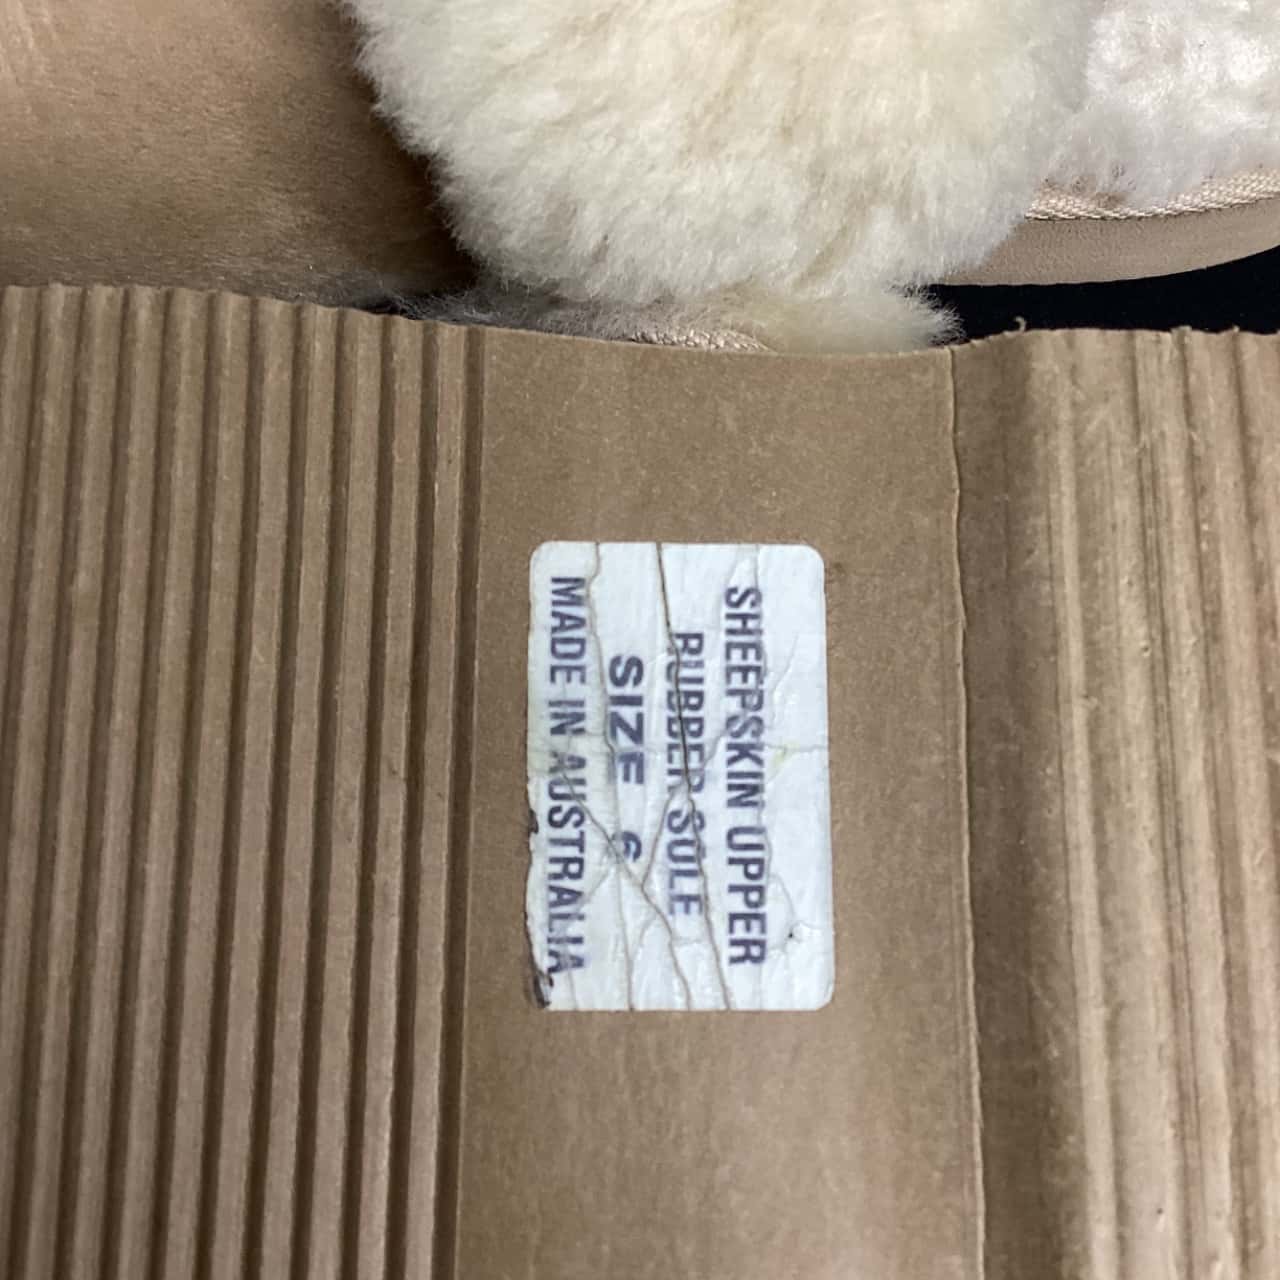 SHEEPSKIN UPPER
RUBBER SOLE
SIZE 6
MADE IN AUSTRALIA